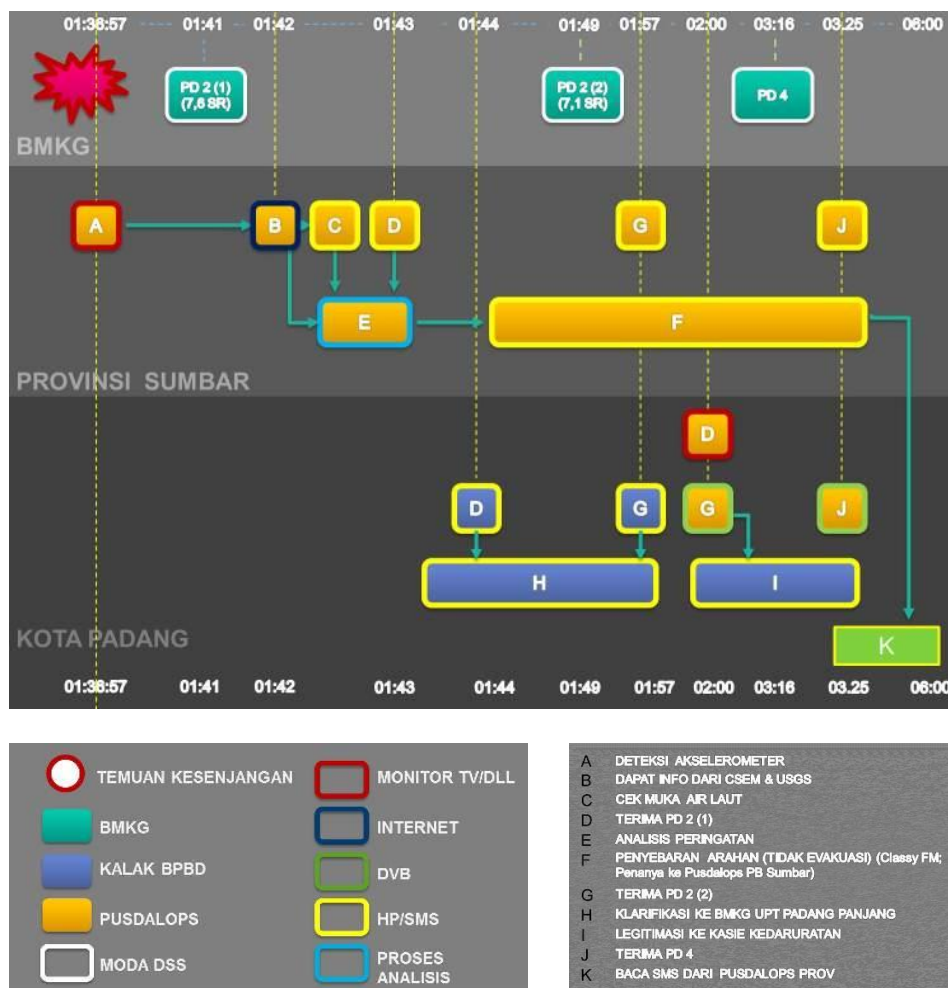 01:36:57 01:41 01:42 01:43 01:44 01:49 01:57 02:00 03:16 03.25 06:00
PD 2 (1)
(7,6 SR)
PD 2 (2)
(7,1 SR)
PD 4
BMKG
A B C D G J
E F
PROVINSI SUMBAR
D
D G G J
H I
KOTA PADANG
K
01:36:57 01:41 01:42 01:43 01:44 01:49 01:57 02:00 03:16 03.25 06:00
TEMUAN KESENJANGAN
BMKG
KALAK BPBD
PUSDALOPS
MODA DSS
MONITOR TV/DLL
INTERNET
DVB
HP/SMS
PROSES
ANALISIS
A DETEKSI AKSELEROMETER
B DAPAT INFO DARI CSEM & USGS
C CEK MUKA AIR LAUT
D TERIMA PD 2 (1)
E ANALISIS PERINGATAN
F PENYEBARAN ARAHAN (TIDAK EVAKUASI) (Classy FM;
Penanya ke Pusdalops PB Sumbar)
G TERIMA PD 2 (2)
H KLARIFIKASI KE BMKG UPT PADANG PANJANG
I LEGITIMASI KE KASIE KEDARURATAN
J TERIMA PD 4
K BACA SMS DARI PUSDALOPS PROV